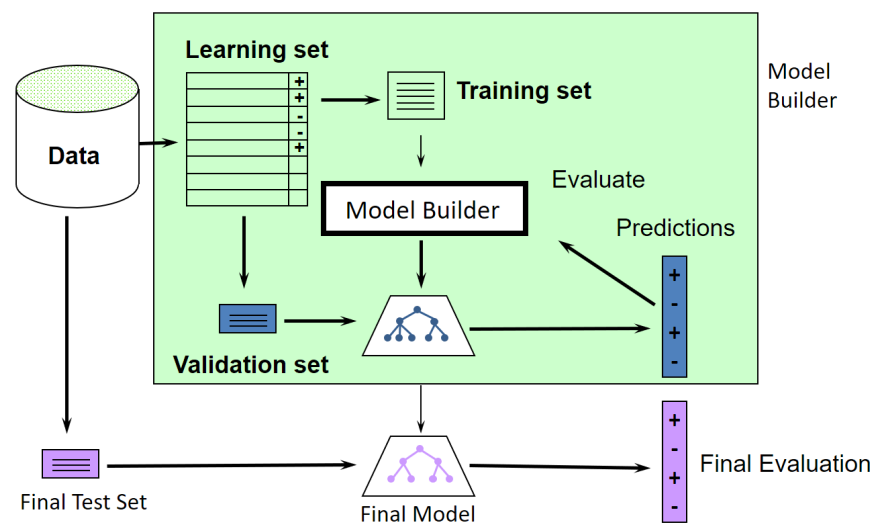 Learning set
+
+
-
-
+
Training set
Model
Builder
Data
Evaluate
Model Builder
Predictions
+
-
+
-
Validation set
+
-
+
-
Final Evaluation
Final Test Set
Final Model